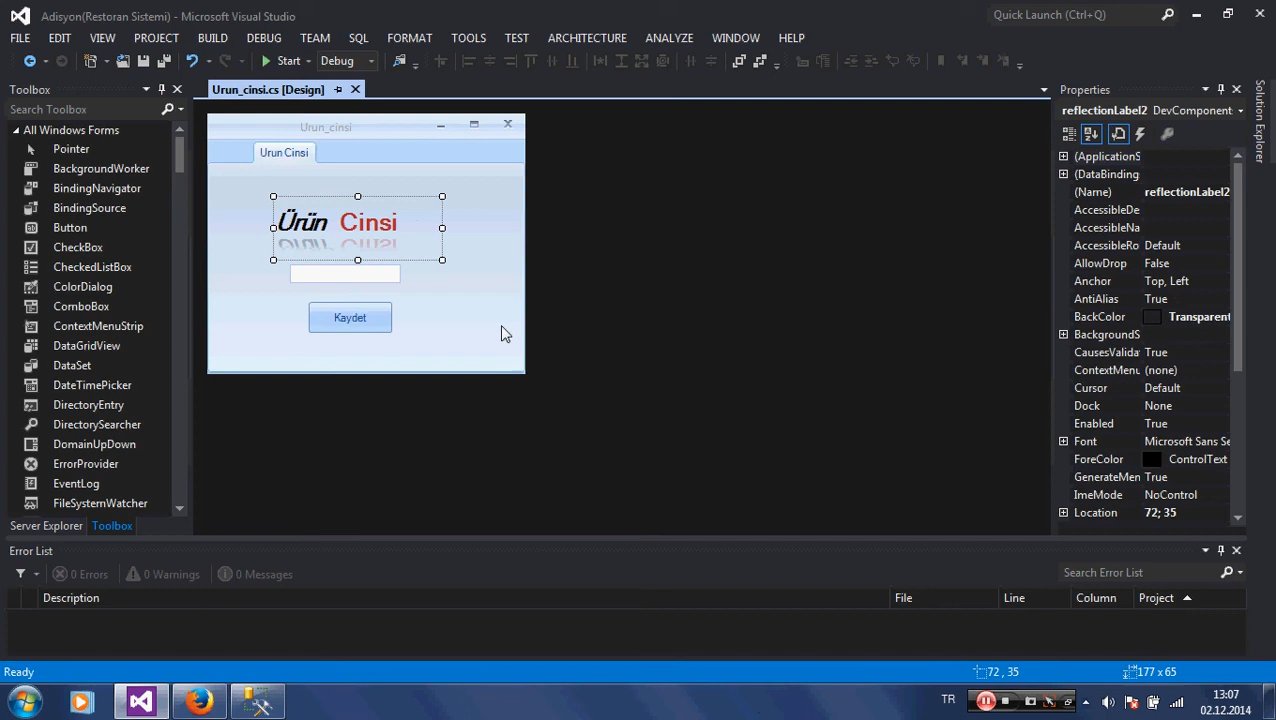 Adisyon(Restoran Sistemi) - Microsoft Visual Studio
Quick Launch (Ctrl+Q)
FILE EDIT VIEW PROJECT BUILD DEBUG TEAM SQL FORMAT TOOLS TEST ARCHITECTURE ANALYZE WINDOW HELP
Start Debug
Toolbox
Search Toolbox
All Windows Forms
Pointer
BackgroundWorker
BindingNavigator
BindingSource
Button
CheckBox
CheckedListBox
ColorDialog
ComboBox
ContextMenuStrip
DataGridView
DataSet
DateTimePicker
DirectoryEntry
DirectorySearcher
DomainUpDown
ErrorProvider
EventLog
FileSystemWatcher
Server Explorer Toolbox
Urun_cinsi.cs [Design]
Urun_cinsi
Urun Cinsi
Ürün Cinsi
Kaydet
Properties
reflectionLabel2 DevComponent
(ApplicationS
(DataBinding
(Name) reflectionLabel2
AccessibleDe
AccessibleNa
AccessibleRo Default
AllowDrop False
Anchor Top, Left
AntiAlias True
BackColor Transparent
BackgroundS
CausesValida True
ContextMenu (none)
Cursor Default
Dock None
Enabled True
Font Microsoft Sans Se
ForeColor ControlText
GenerateMen True
ImeMode NoControl
Location 72; 35
Solution Explorer
Error List
0 Errors 0 Warnings 0 Messages
Search Error List
Description File Line Column Project
Ready 72 , 35 177 x 65
TR 13:07
02.12.2014